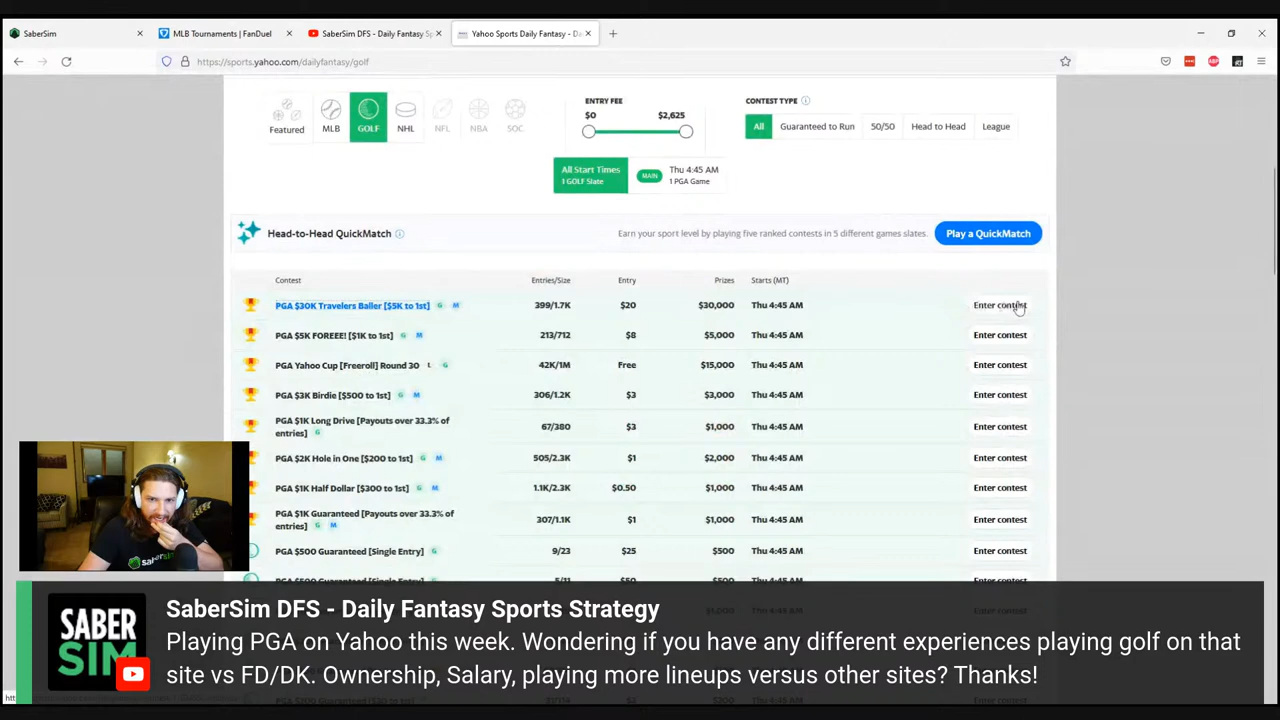 SaberSim
MLB Tournaments | FanDuel
SaberSim DFS - Daily Fantasy Sp
Yahoo Sports Daily Fantasy - Da
https://sports.yahoo.com/dailyfantasy/golf
Featured MLB GOLF NHL NFL NBA SOC
ENTRY FEE
$0 $2,625
CONTEST TYPE
All Guaranteed to Run 50/50 Head to Head League
All Start Times
1 GOLF Slate
MAIN
Thu 4:45 AM
1 PGA Game
Head-to-Head QuickMatch
Earn your sport level by playing five ranked contests in 5 different games slates.
Play a QuickMatch
Contest Entries/Size Entry Prizes Starts (MT)
PGA $30K Travelers Baller [$5K to 1st] G M 399/1.7K $20 $30,000 Thu 4:45 AM Enter contest
PGA $5K FOREEE! [$1K to 1st] G M 213/712 $8 $5,000 Thu 4:45 AM Enter contest
PGA Yahoo Cup [Freeroll] Round 30 G 42K/1M Free $15,000 Thu 4:45 AM Enter contest
PGA $3K Birdie [$500 to 1st] G M 306/1.2K $3 $3,000 Thu 4:45 AM Enter contest
PGA $1K Long Drive [Payouts over 33.3% of
entries] G 67/380 $3 $1,000 Thu 4:45 AM Enter contest
PGA $2K Hole in One [$200 to 1st] G M 505/2.3K $1 $2,000 Thu 4:45 AM Enter contest
PGA $1K Half Dollar [$300 to 1st] G M 1.1K/2.3K $0.50 $1,000 Thu 4:45 AM Enter contest
PGA $1K Guaranteed [Payouts over 33.3% of
entries] G M 307/1.1K $1 $1,000 Thu 4:45 AM Enter contest
PGA $500 Guaranteed [Single Entry] G 9/23 $25 $500 Thu 4:45 AM Enter contest
SABER
SIM
SaberSim DFS - Daily Fantasy Sports Strategy
Playing PGA on Yahoo this week. Wondering if you have any different experiences playing golf on that
site vs FD/DK. Ownership, Salary, playing more lineups versus other sites? Thanks!